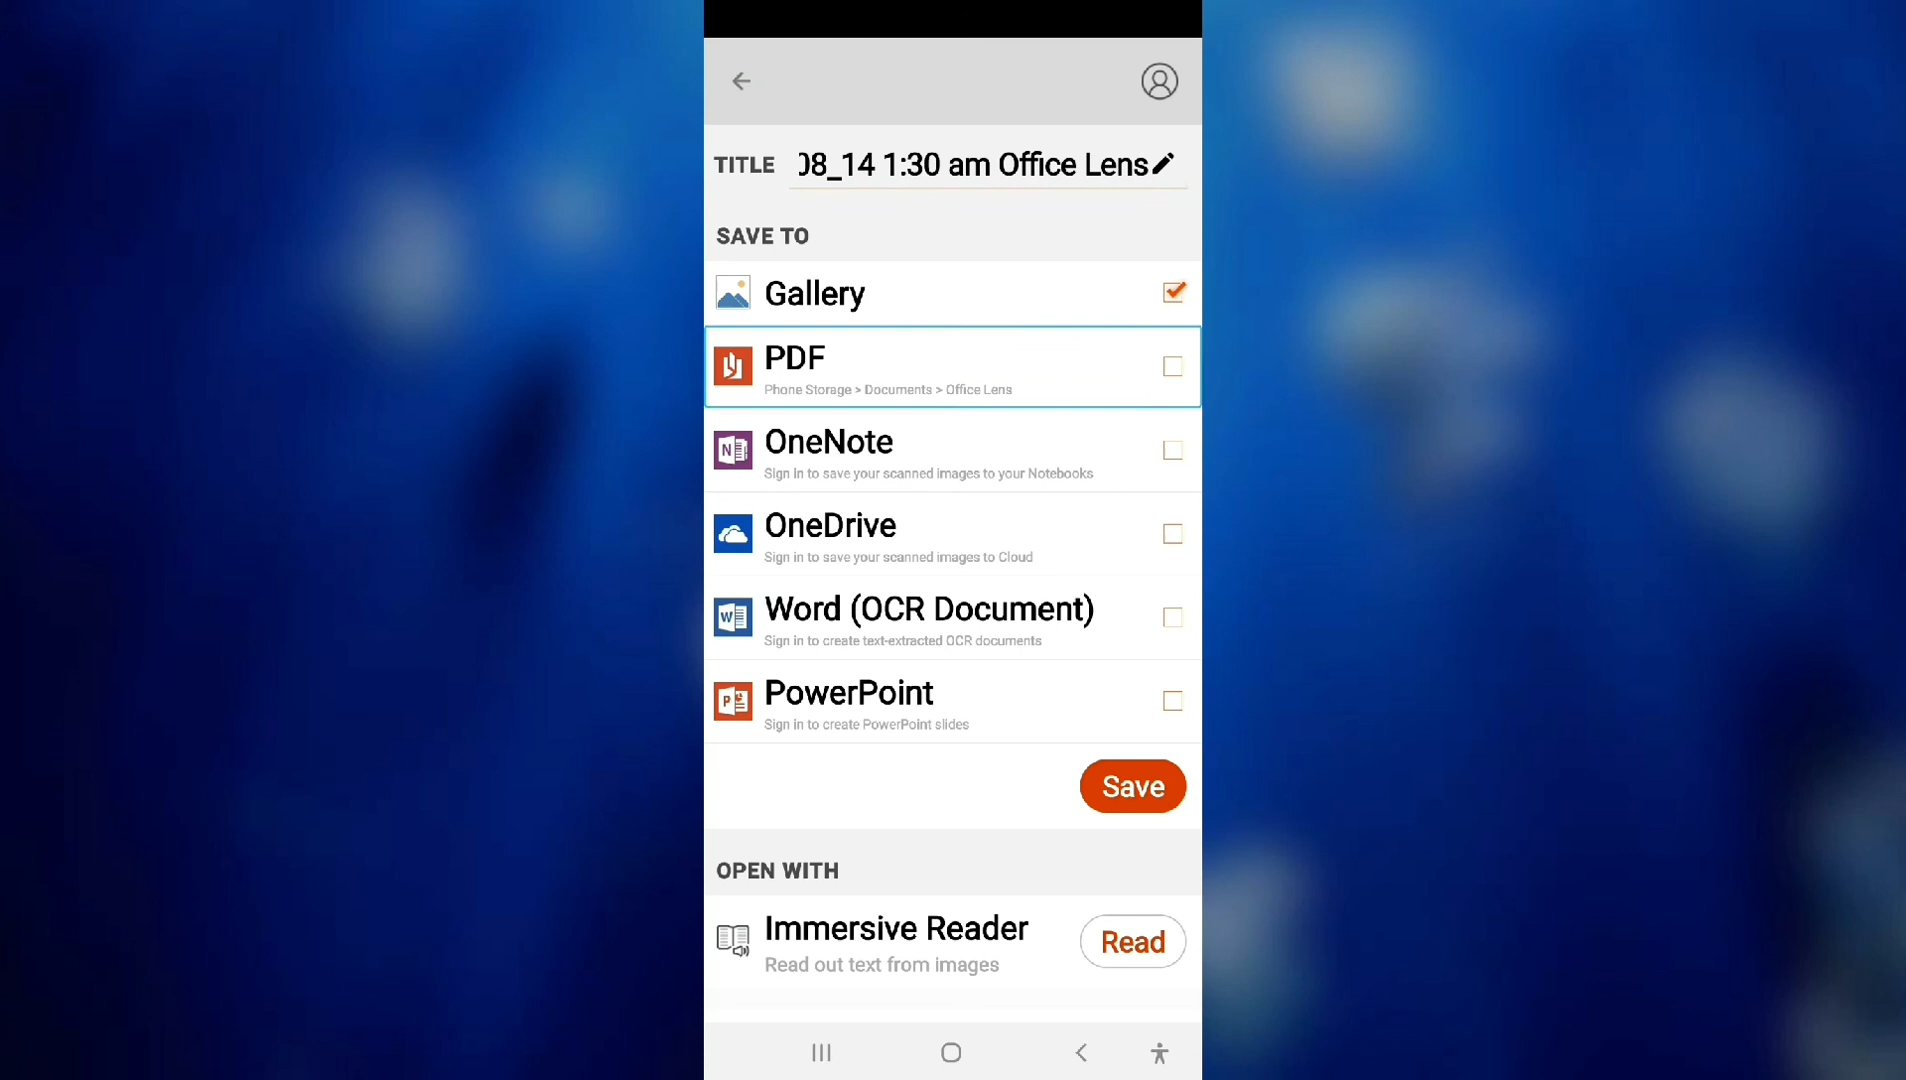 TITLE 08_14 1:30 am Office Lens
SAVE TO
Gallery
PDF
Phone Storage > Documents > Office Lens
OneNote
Sign in to save your scanned images to your Notebooks
OneDrive
Sign in to save your scanned images to Cloud
Word (OCR Document)
Sign in to create text-extracted OCR documents
PowerPoint
Sign in to create PowerPoint slides
Save
OPEN WITH
Immersive Reader
Read out text from images
Read